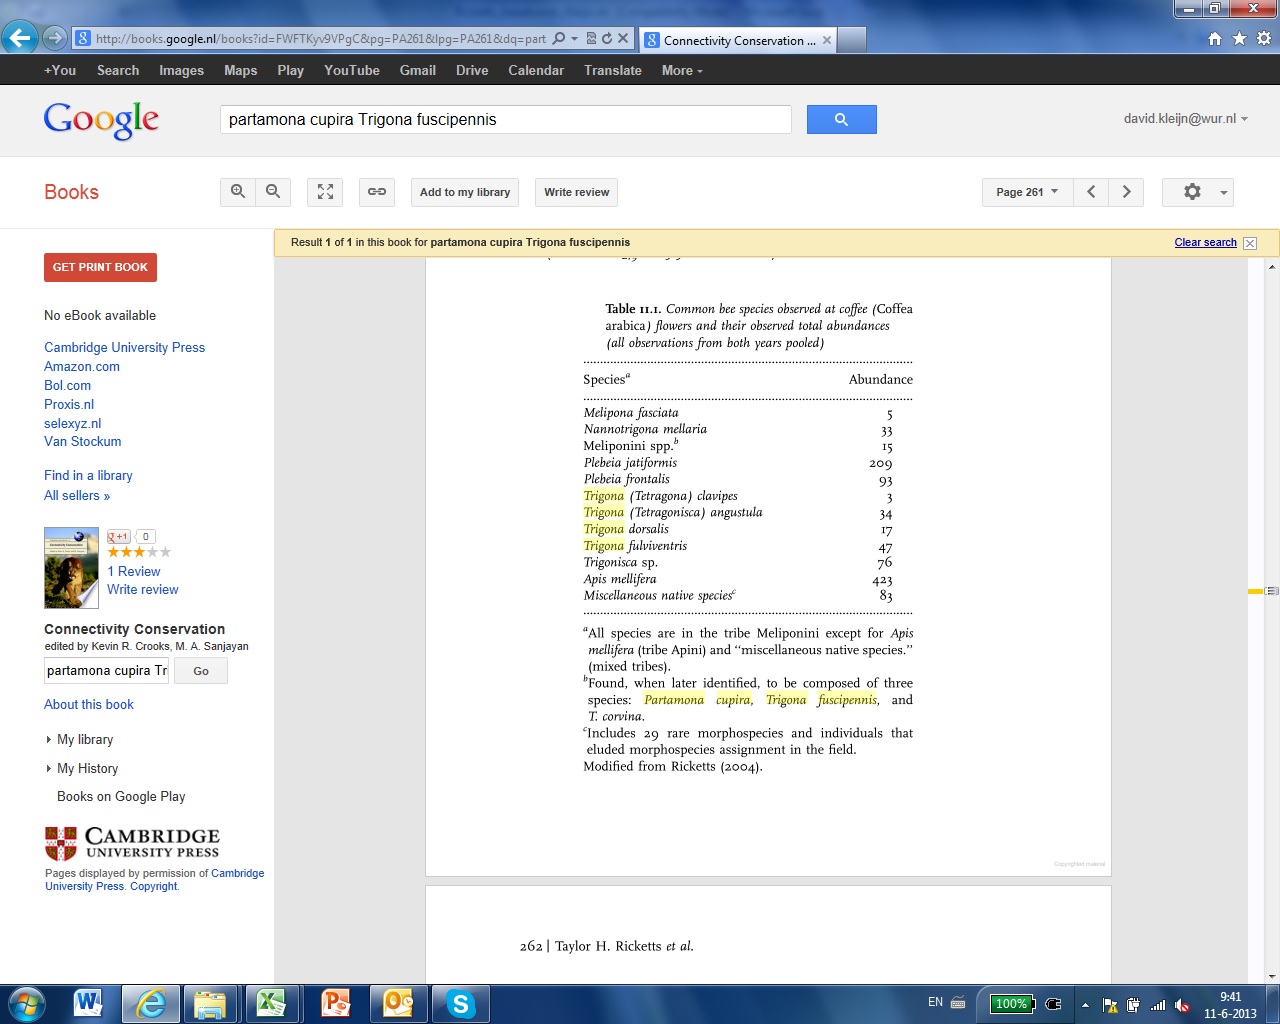 http://books.google.nl/books?id=FWFTKyv9VPgC&pg=PA261&lpg=PA261&dq=part
Connectivity Conservation ...
+You Search Images Maps Play YouTube Gmail Drive Calendar Translate More
Google
partamona cupira Trigona fuscipennis
david.kleijn@wur.nl
Books
Add to my library
Write review
Page 261
Result 1 of 1 in this book for partamona cupira Trigona fuscipennis
Clear search
GET PRINT BOOK
No eBook available
Cambridge University Press
Amazon.com
Bol.com
Proxis.nl
selexyz.nl
Van Stockum
Find in a library
All sellers »
+1 0
1 Review
Write review
Connectivity Conservation
edited by Kevin R. Crooks, M. A. Sanjayan
partamona cupira Tri
Go
About this book
My library
My History
Books on Google Play
CAMBRIDGE
UNIVERSITY PRESS
Pages displayed by permission of Cambridge
University Press. Copyright.
Table 11.1. Common bee species observed at coffee (Coffea
arabica) flowers and their observed total abundances
(all observations from both years pooled)
Speciesa Abundance
Melipona fasciata 5
Nannotrigona mellaria 33
Meliponini spp.b 15
Plebeia jatiformis 209
Plebeia frontalis 93
Trigona (Tetragona) clavipes 3
Trigona (Tetragonisca) angustula 34
Trigona dorsalis 17
Trigona fulviventris 47
Trigonisca sp. 76
Apis mellifera 423
Miscellaneous native speciesc 83
aAll species are in the tribe Meliponini except for Apis
mellifera (tribe Apini) and "miscellaneous native species."
(mixed tribes).
bFound, when later identified, to be composed of three
species: Partamona cupira, Trigona fuscipennis, and
T. corvina.
cIncludes 29 rare morphospecies and individuals that
eluded morphospecies assignment in the field.
Modified from Ricketts (2004).
Copyrighted material
262 | Taylor H. Ricketts et al.
EN
100%
9:41
11-6-2013